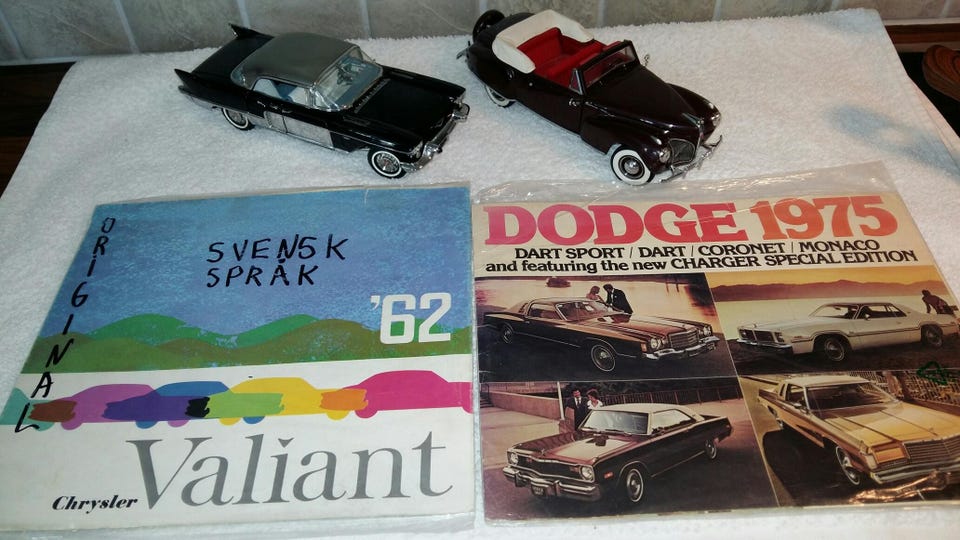 ORIGINAL
SVENSK
SPRÅK
'62
Chrysler Valiant
DODGE 1975
DART SPORT / DART / CORONET / MONACO
and featuring the new CHARGER SPECIAL EDITION